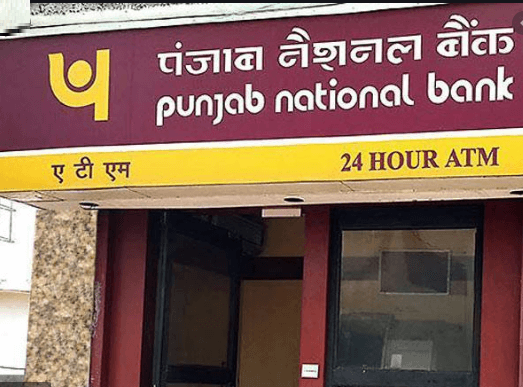 पंजाब नैशनल बैंक
punjab national bank
ए टी एम 24 HOUR ATM